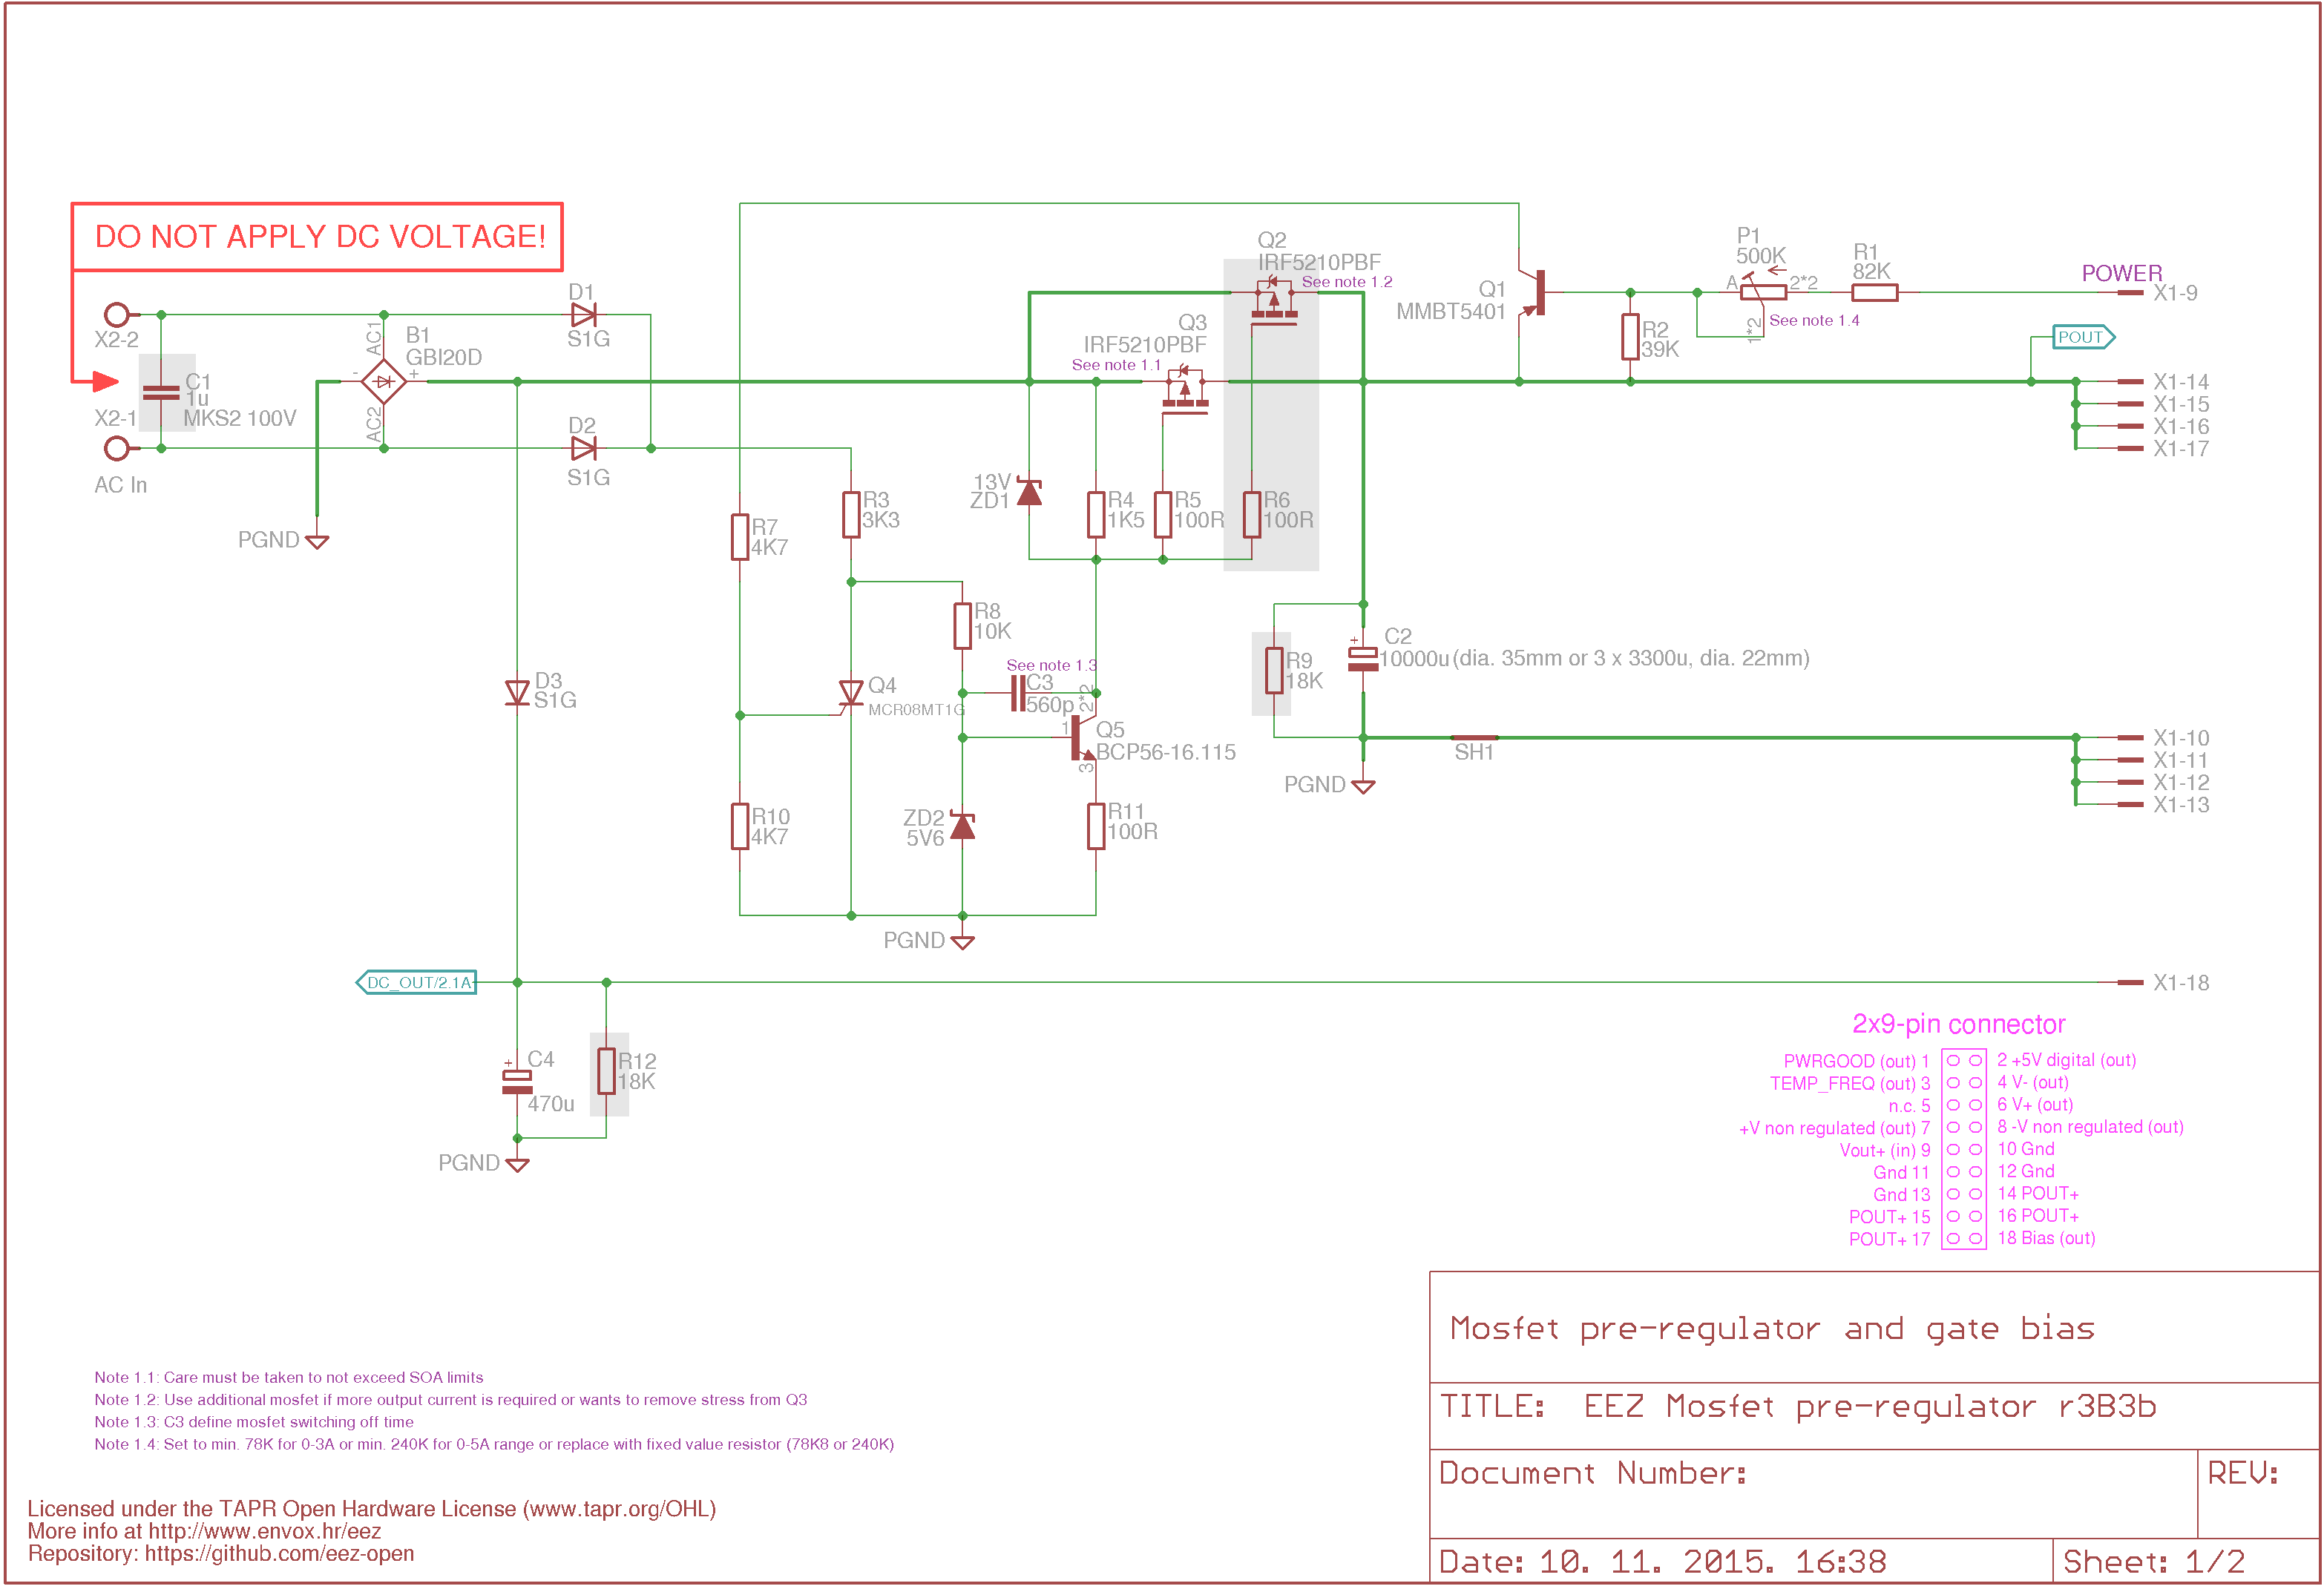 DO NOT APPLY DC VOLTAGE!
X2-2
C1
1u
MKS2 100V
X2-1
AC In
AC1
AC2
-
+
B1
GBI20D
PGND
D1
S1G
D2
S1G
D3
S1G
R7
4K7
R3
3K3
Q4
MCR08MT1G
R10
4K7
R8
10K
See note 1.3
C3
560p
ZD2
5V6
PGND
13V
ZD1
R4
1K5
R5
100R
R6
100R
Q2
IRF5210PBF
See note 1.2
Q3
IRF5210PBF
See note 1.1
1
2*2
3
Q5
BCP56-16.115
R11
100R
R9
18K
+
C2
10000u (dia. 35mm or 3 x 3300u, dia. 22mm)
PGND
SH1
Q1
MMBT5401
R2
39K
P1
500K
A
2*2
1*2
See note 1.4
R1
82K
POWER
X1-9
POUT
X1-14
X1-15
X1-16
X1-17
X1-10
X1-11
X1-12
X1-13
DC_OUT/2.1A
X1-18
+
C4
470u
R12
18K
PGND
2x9-pin connector
PWRGOOD (out) 1 2 +5V digital (out)
TEMP_FREQ (out) 3 4 V- (out)
n.c. 5 6 V+ (out)
+V non regulated (out) 7 8 -V non regulated (out)
Vout+ (in) 9 10 Gnd
Gnd 11 12 Gnd
Gnd 13 14 POUT+
POUT+ 15 16 POUT+
POUT+ 17 18 Bias (out)
Note 1.1: Care must be taken to not exceed SOA limits
Note 1.2: Use additional mosfet if more output current is required or wants to remove stress from Q3
Note 1.3: C3 define mosfet switching off time
Note 1.4: Set to min. 78K for 0-3A or min. 240K for 0-5A range or replace with fixed value resistor (78K8 or 240K)
Licensed under the TAPR Open Hardware License (www.tapr.org/OHL)
More info at http://www.envox.hr/eez
Repository: https://github.com/eez-open
Mosfet pre-regulator and gate bias
TITLE: EEZ Mosfet pre-regulator r3B3b
Document Number:
REV:
Date: 10. 11. 2015. 16:38
Sheet: 1/2